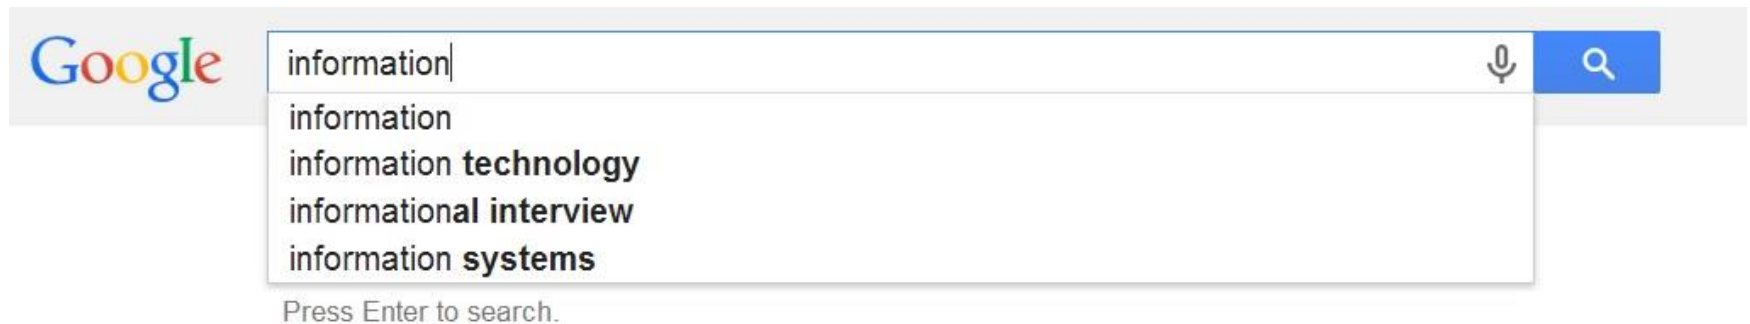 Google
information
information
information technology
informational interview
information systems
Press Enter to search.